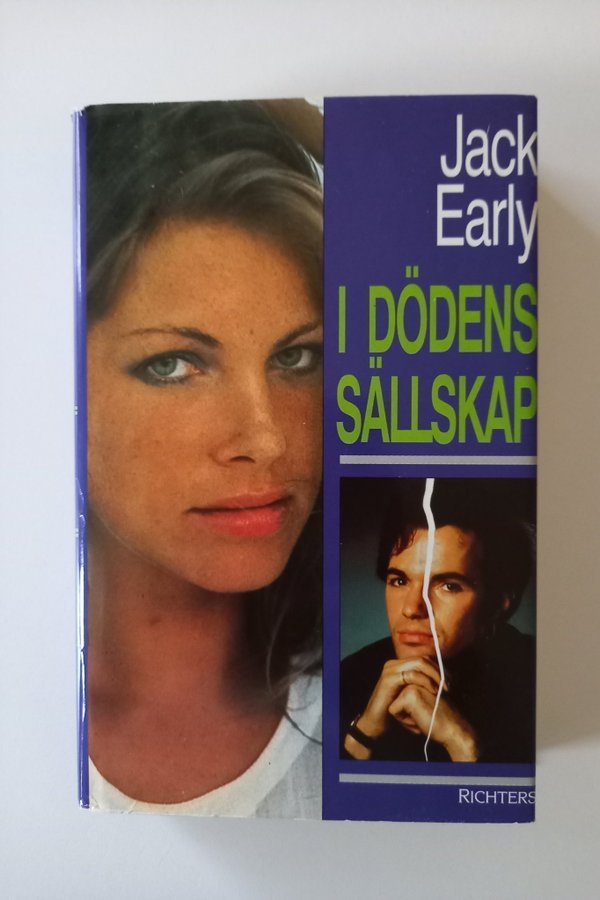 Jack
Early
I DÖDENS
SÄLLSKAP
RICHTERS